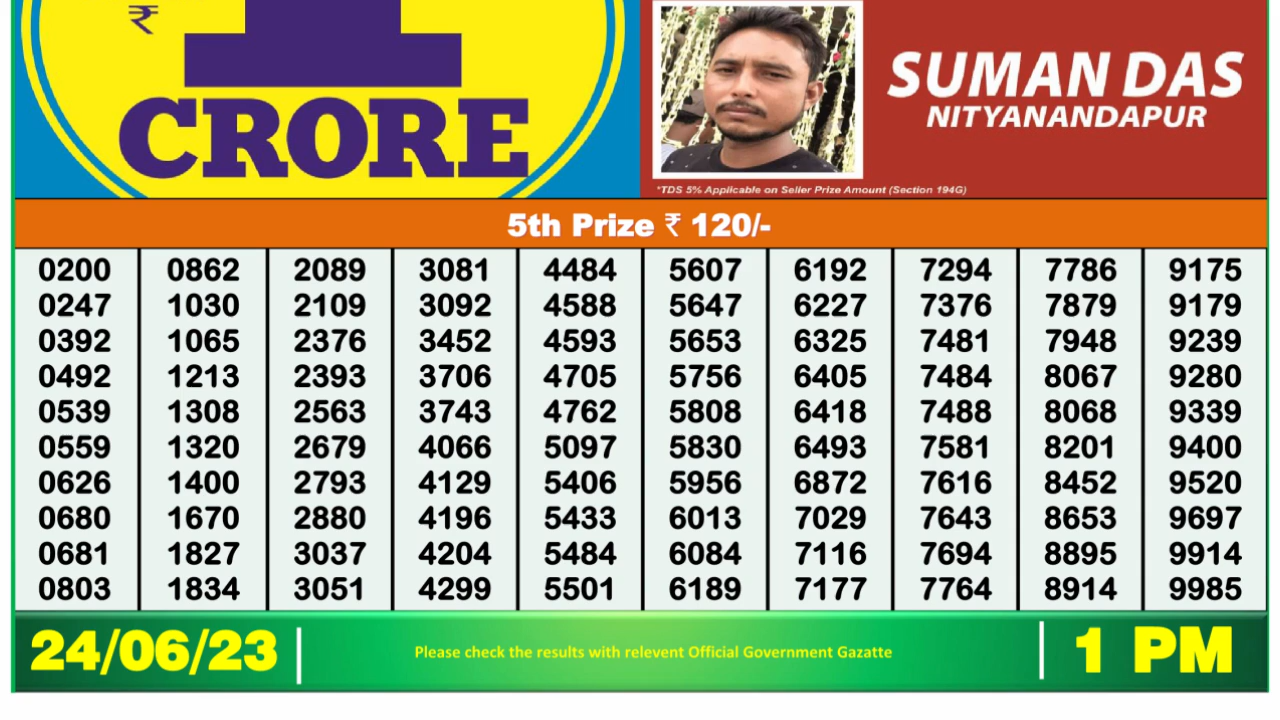 ₹
1
CRORE
SUMAN DAS
NITYANANDAPUR
*TDS 5% Applicable on Seller Prize Amount (Section 194G)
5th Prize ₹ 120/-
0200 0862 2089 3081 4484 5607 6192 7294 7786 9175
0247 1030 2109 3092 4588 5647 6227 7376 7879 9179
0392 1065 2376 3452 4593 5653 6325 7481 7948 9239
0492 1213 2393 3706 4705 5756 6405 7484 8067 9280
0539 1308 2563 3743 4762 5808 6418 7488 8068 9339
0559 1320 2679 4066 5097 5830 6493 7581 8201 9400
0626 1400 2793 4129 5406 5956 6872 7616 8452 9520
0680 1670 2880 4196 5433 6013 7029 7643 8653 9697
0681 1827 3037 4204 5484 6084 7116 7694 8895 9914
0803 1834 3051 4299 5501 6189 7177 7764 8914 9985
24/06/23
Please check the results with relevent Official Government Gazatte
1 PM